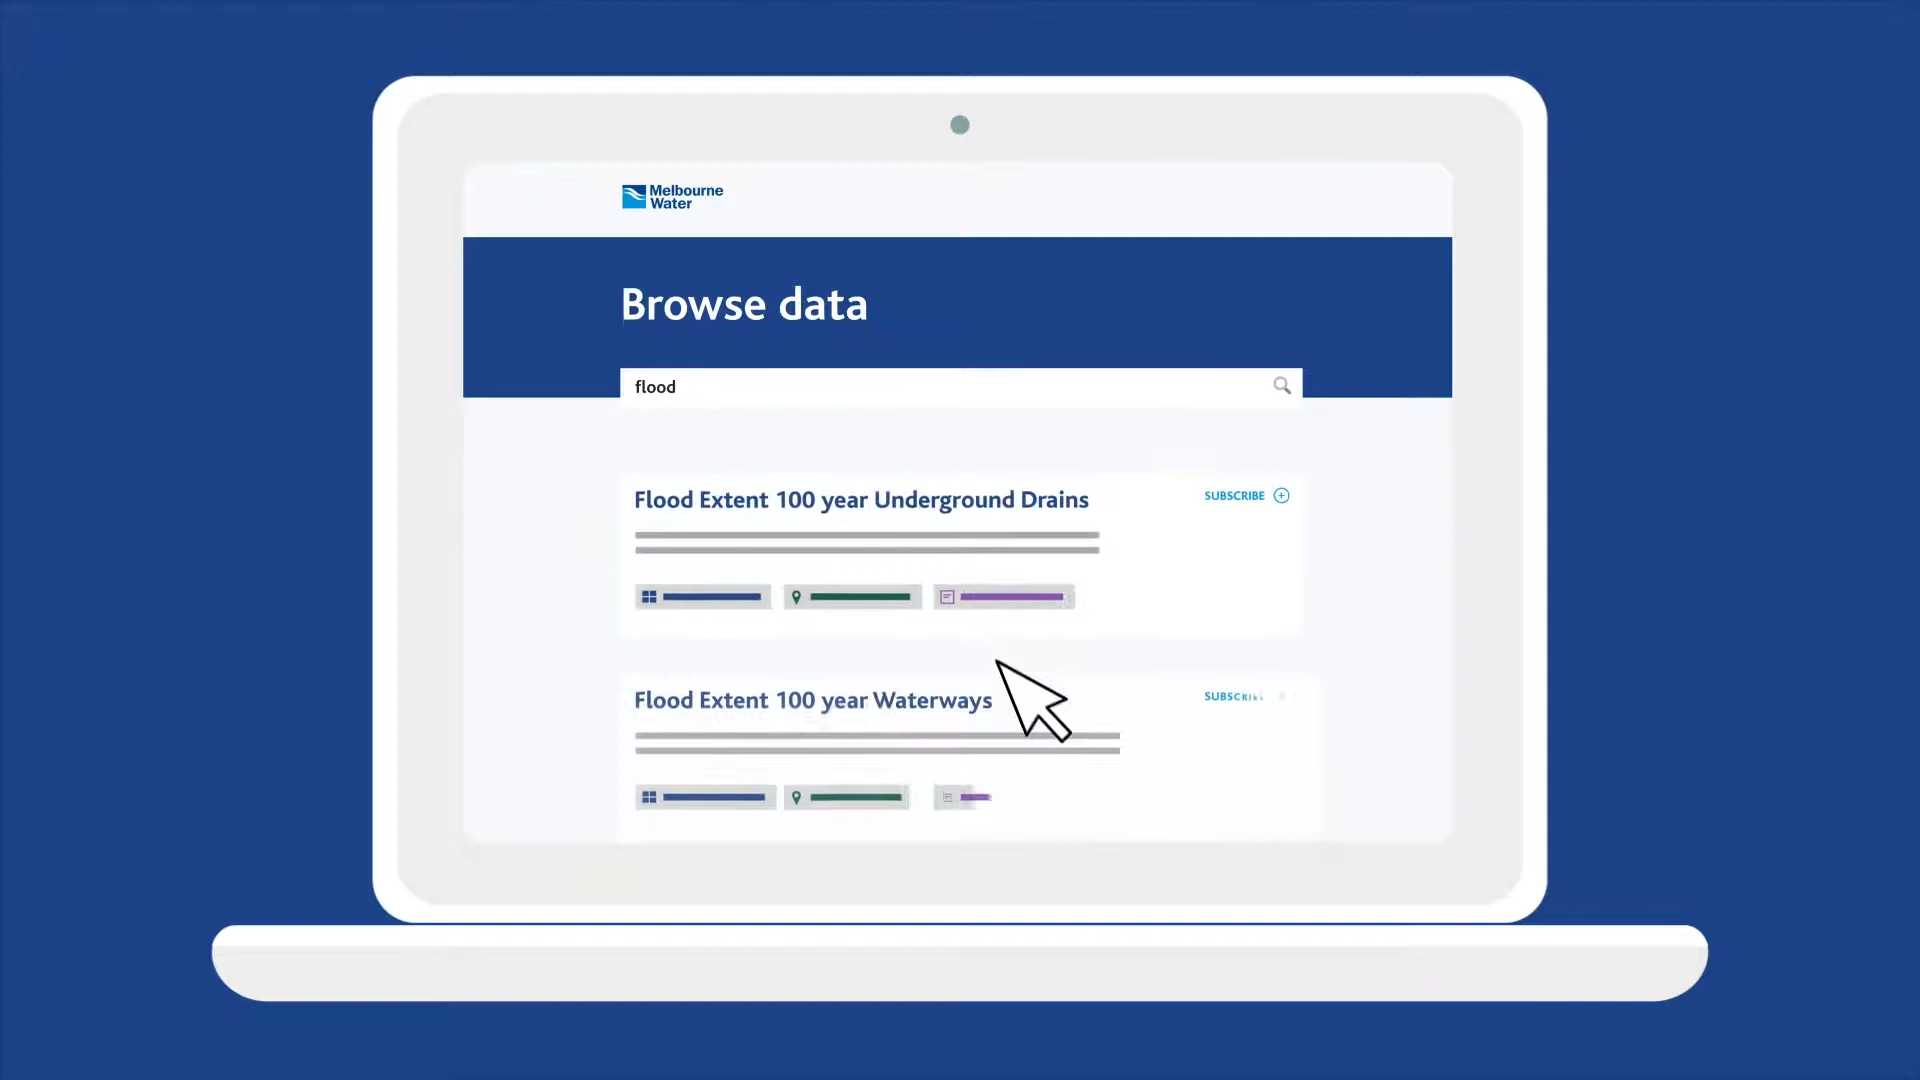 Melbourne
Water
Browse data
flood
Flood Extent 100 year Underground Drains
SUBSCRIBE
Flood Extent 100 year Waterways